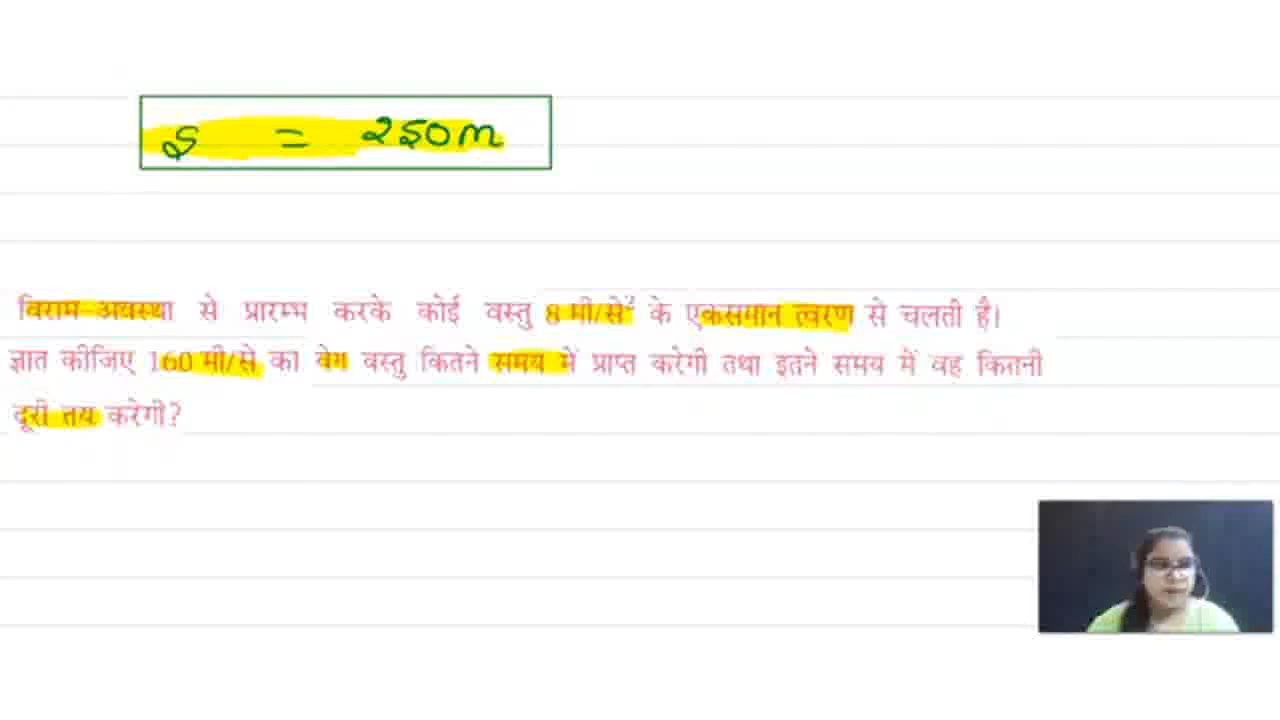 S = 250m
विराम अवस्था से प्रारम्भ करके कोई वस्तु 8 मी/से² के एकसमान त्वरण से चलती है।
ज्ञात कीजिए 160 मी/से का वेग वस्तु कितने समय में प्राप्त करेगी तथा इतने समय में वह कितनी
दूरी तय करेगी?